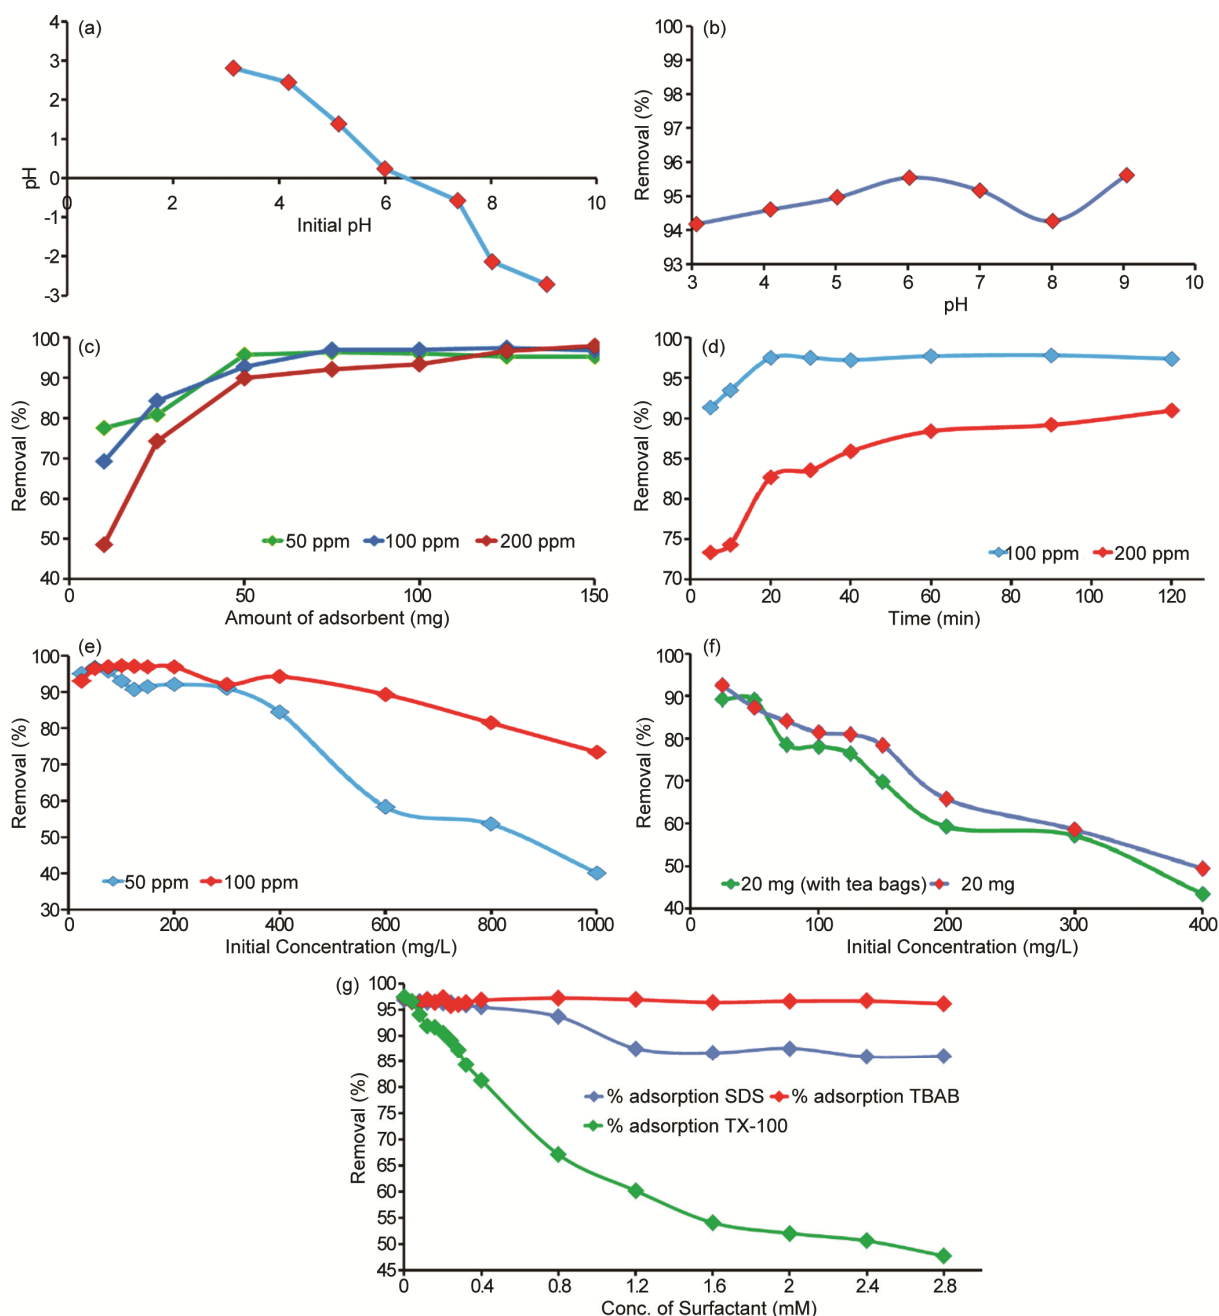 (a)
4
3
2
1
0
-1
-2
-3
pH
0 2 4 6 8 10
Initial pH
(b)
100
99
98
97
96
95
94
93
Removal (%)
3 4 5 6 7 8 9 10
pH
(c)
100
90
80
70
60
50
40
Removal (%)
50 ppm 100 ppm 200 ppm
0 50 100 150
Amount of adsorbent (mg)
(d)
100
95
90
85
80
75
70
Removal (%)
100 ppm 200 ppm
0 20 40 60 80 100 120
Time (min)
(e)
100
90
80
70
60
50
40
30
Removal (%)
50 ppm 100 ppm
0 200 400 600 800 1000
Initial Concentration (mg/L)
(f)
100
90
80
70
60
50
40
Removal (%)
20 mg (with tea bags) 20 mg
0 100 200 300 400
Initial Concentration (mg/L)
(g)
100
95
90
85
80
75
70
65
60
55
50
45
Removal (%)
% adsorption SDS % adsorption TBAB
% adsorption TX-100
0 0.4 0.8 1.2 1.6 2 2.4 2.8
Conc. of Surfactant (mM)